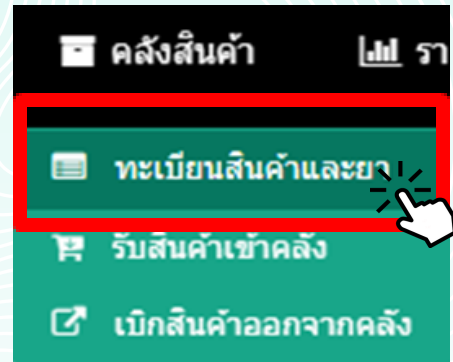 คลังสินค้า รา
ทะเบียนสินค้าและยา
รับสินค้าเข้าคลัง
เบิกสินค้าออกจากคลัง